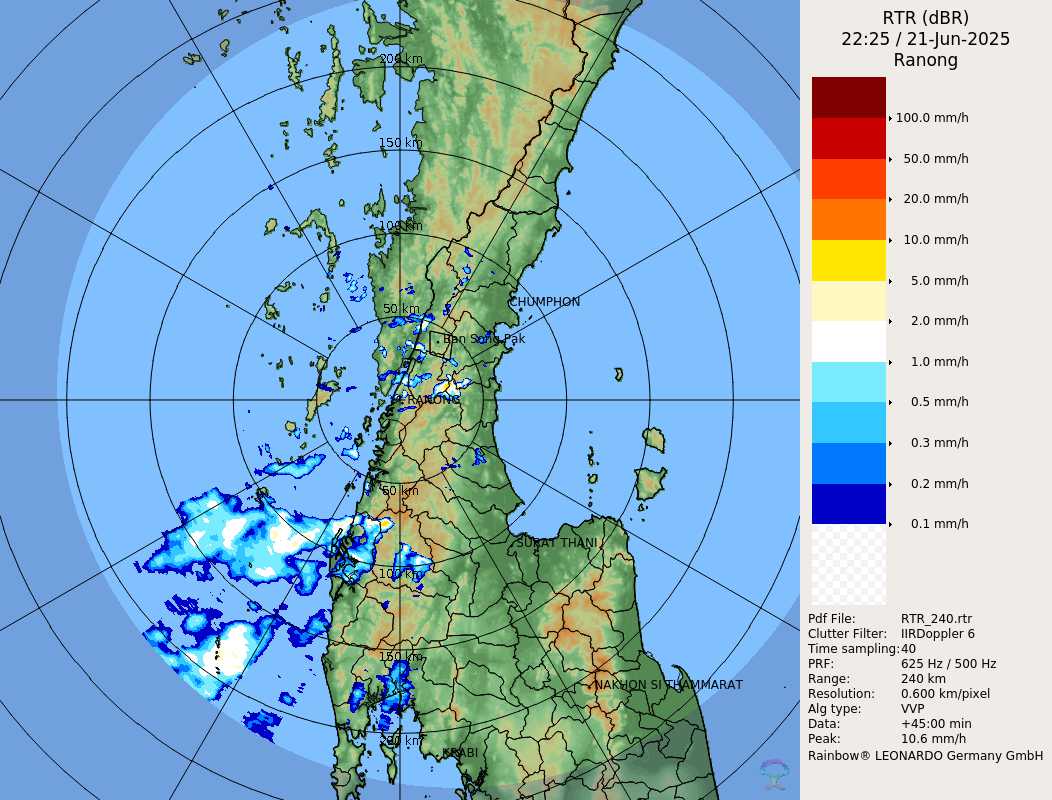 RTR (dBR)
22:25 / 21-Jun-2025
Ranong
100.0 mm/h
50.0 mm/h
20.0 mm/h
10.0 mm/h
5.0 mm/h
2.0 mm/h
1.0 mm/h
0.5 mm/h
0.3 mm/h
0.2 mm/h
0.1 mm/h
Pdf File: RTR_240.rtr
Clutter Filter: IIRDoppler 6
Time sampling:40
PRF: 625 Hz / 500 Hz
Range: 240 km
Resolution: 0.600 km/pixel
Alg type: VVP
Data: +45:00 min
Peak: 10.6 mm/h
Rainbow® LEONARDO Germany GmbH
200 km
150 km
100 km
50 km
CHUMPHON
Ban Song Pak
RANONG
50 km
SURAT THANI
100 km
150 km
NAKHON SI THAMMARAT
200 km
KRABI